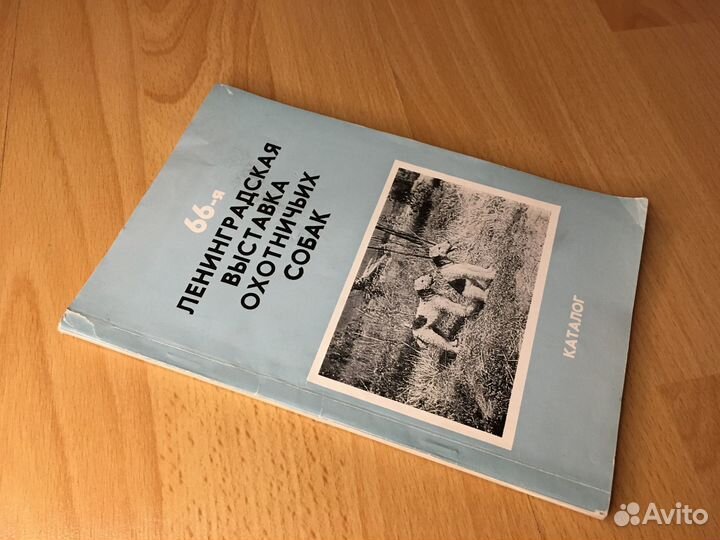 66-я
ЛЕНИНГРАДСКАЯ
ВЫСТАВКА
ОХОТНИЧЬИХ
СОБАК
КАТАЛОГ
Avito